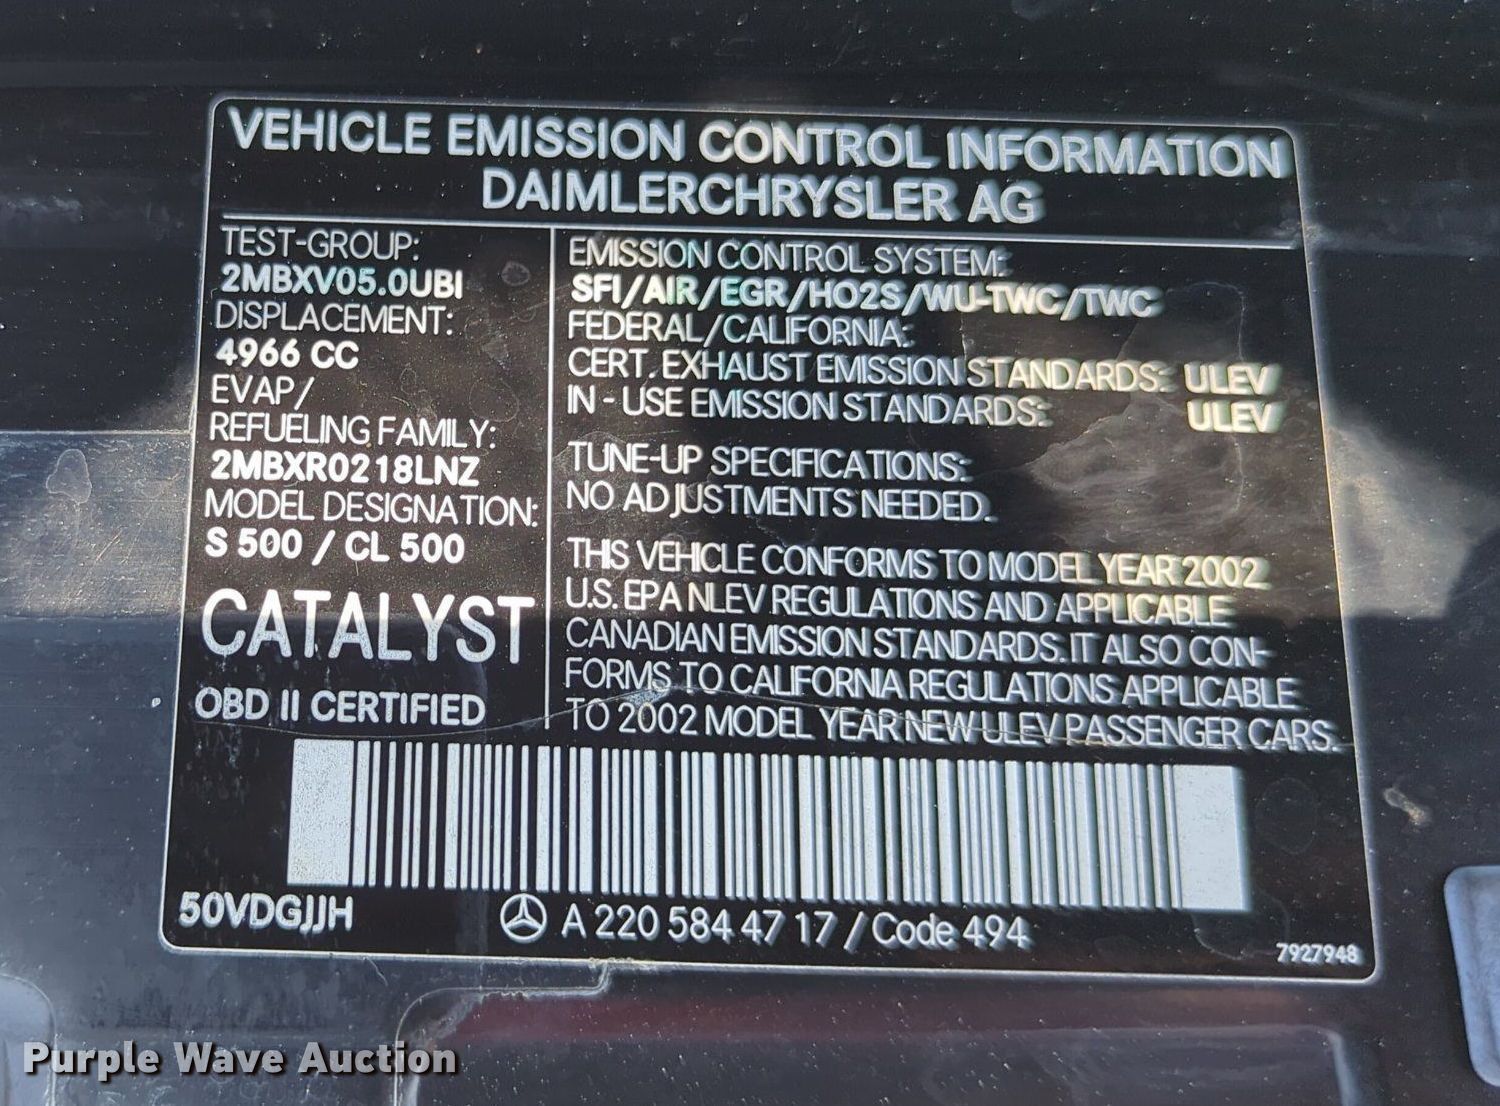 VEHICLE EMISSION CONTROL INFORMATION
DAIMLERCHRYSLER AG
TEST-GROUP:
2MBXV05.0UBI
DISPLACEMENT:
4966 CC
EVAP/
REFUELING FAMILY:
2MBXR0218LNZ
MODEL DESIGNATION:
S 500 / CL 500
CATALYST
OBD II CERTIFIED
EMISSION CONTROL SYSTEM:
SFI/AIR/EGR/HO2S/WU-TWC/TWC
FEDERAL/CALIFORNIA:
CERT. EXHAUST EMISSION STANDARDS: ULEV
IN - USE EMISSION STANDARDS: ULEV
TUNE-UP SPECIFICATIONS:
NO ADJUSTMENTS NEEDED.
THIS VEHICLE CONFORMS TO MODEL YEAR 2002
U.S. EPA NLEV REGULATIONS AND APPLICABLE
CANADIAN EMISSION STANDARDS. IT ALSO CON-
FORMS TO CALIFORNIA REGULATIONS APPLICABLE
TO 2002 MODEL YEAR NEW ULEV PASSENGER CARS.
50VDGJJH
A 220 584 47 17 / Code 494
7927948
Purple Wave Auction